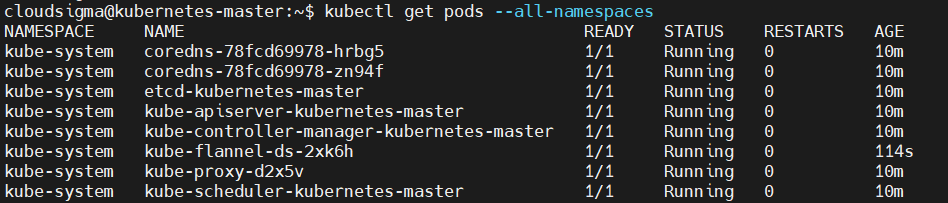 cloudsigma@kubernetes-master:~$ kubectl get pods --all-namespaces
NAMESPACE     NAME                                        READY   STATUS    RESTARTS   AGE
kube-system   coredns-78fcd69978-hrbg5                    1/1     Running   0          10m
kube-system   coredns-78fcd69978-zn94f                    1/1     Running   0          10m
kube-system   etcd-kubernetes-master                      1/1     Running   0          10m
kube-system   kube-apiserver-kubernetes-master            1/1     Running   0          10m
kube-system   kube-controller-manager-kubernetes-master   1/1     Running   0          10m
kube-system   kube-flannel-ds-2xk6h                       1/1     Running   0          114s
kube-system   kube-proxy-d2x5v                            1/1     Running   0          10m
kube-system   kube-scheduler-kubernetes-master            1/1     Running   0          10m